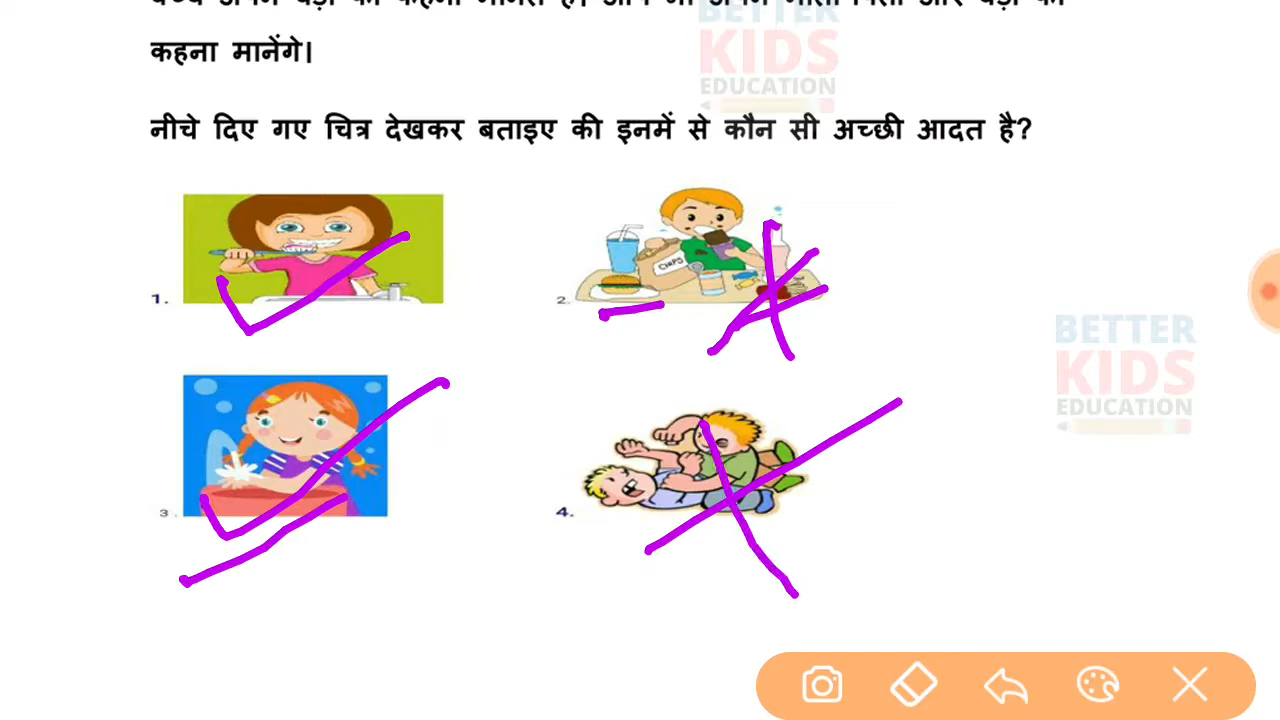 कहना मानेंगे।
BETTER
KIDS
EDUCATION
नीचे दिए गए चित्र देखकर बताइए की इनमें से कौन सी अच्छी आदत है?
1.
2.
CHIPS
BETTER
KIDS
EDUCATION
3.
4.